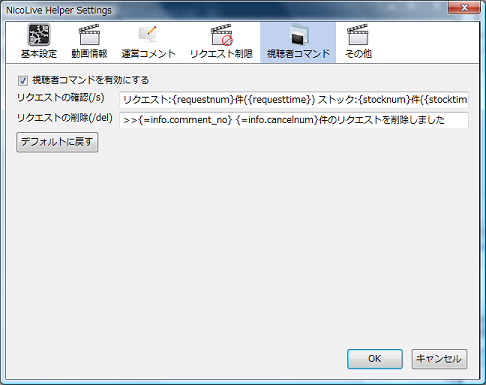 NicoLive Helper Settings
基本設定 動画情報 運営コメント リクエスト制限 視聴者コマンド その他
視聴者コマンドを有効にする
リクエストの確認(/s) リクエスト:{requestnum}件({requesttime}) ストック:{stocknum}件({stocktim
リクエストの削除(/del) >>{=info.comment_no} {=info.cancelnum}件のリクエストを削除しました
デフォルトに戻す
OK キャンセル